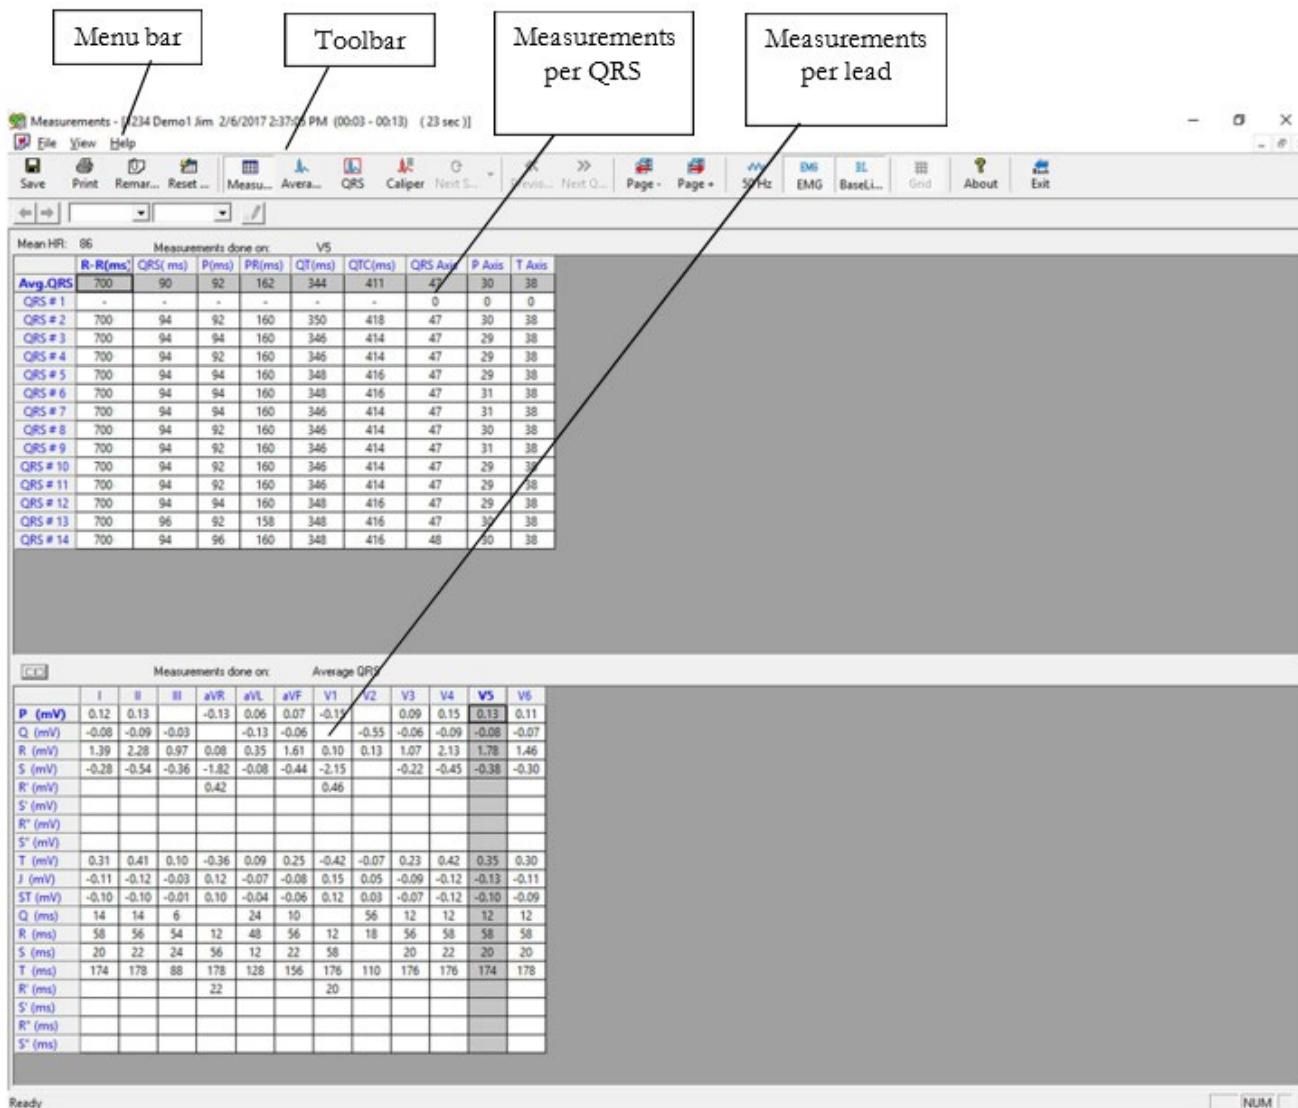 Menu bar
Toolbar
Measurements
per QRS
Measurements
per lead
Measurements - [1234 Demo1 Jim 2/6/2017 2:37:05 PM (00:03 - 00:13) ( 23 sec )]
File View Help
Save Print Remar... Reset ... Measu... Avera... QRS Caliper Next S... Previo... Next Q... Page - Page + 50 Hz EMG BaseLi... Grid About Exit
Mean HR: 86 Measurements done on: V5
R-R(ms) QRS( ms) P(ms) PR(ms) QT(ms) QTC(ms) QRS Axis P Axis T Axis
Avg.QRS 700 90 92 162 344 411 47 30 38
QRS # 1 - - - - - - 0 0 0
QRS # 2 700 94 92 160 350 418 47 30 38
QRS # 3 700 94 94 160 346 414 47 29 38
QRS # 4 700 94 92 160 346 414 47 29 38
QRS # 5 700 94 94 160 348 416 47 29 38
QRS # 6 700 94 94 160 348 416 47 31 38
QRS # 7 700 94 94 160 346 414 47 31 38
QRS # 8 700 94 92 160 346 414 47 30 38
QRS # 9 700 94 92 160 346 414 47 31 38
QRS # 10 700 94 92 160 346 414 47 29 38
QRS # 11 700 94 92 160 346 414 47 29 38
QRS # 12 700 94 94 160 348 416 47 29 38
QRS # 13 700 96 92 158 348 416 47 30 38
QRS # 14 700 94 96 160 348 416 48 30 38
Measurements done on: Average QRS
I II III aVR aVL aVF V1 V2 V3 V4 V5 V6
P (mV) 0.12 0.13 -0.13 0.06 0.07 -0.15 0.09 0.15 0.13 0.11
Q (mV) -0.08 -0.09 -0.03 -0.13 -0.06 -0.55 -0.06 -0.09 -0.08 -0.07
R (mV) 1.39 2.28 0.97 0.08 0.35 1.61 0.10 0.13 1.07 2.13 1.78 1.46
S (mV) -0.28 -0.54 -0.36 -1.82 -0.08 -0.44 -2.15 -0.22 -0.45 -0.38 -0.30
R' (mV) 0.42 0.46
S' (mV)
R" (mV)
S" (mV)
T (mV) 0.31 0.41 0.10 -0.36 0.09 0.25 -0.42 -0.07 0.23 0.42 0.35 0.30
J (mV) -0.11 -0.12 -0.03 0.12 -0.07 -0.08 0.15 0.05 -0.09 -0.12 -0.13 -0.11
ST (mV) -0.10 -0.10 -0.01 0.10 -0.04 -0.06 0.12 0.03 -0.07 -0.12 -0.10 -0.09
Q (ms) 14 14 6 24 10 56 12 12 12 12
R (ms) 58 56 54 12 48 56 12 18 56 58 58 58
S (ms) 20 22 24 56 12 22 58 20 22 20 20
T (ms) 174 178 88 178 128 156 176 110 176 176 174 178
R' (ms) 22 20
S' (ms)
R" (ms)
S" (ms)
Ready NUM